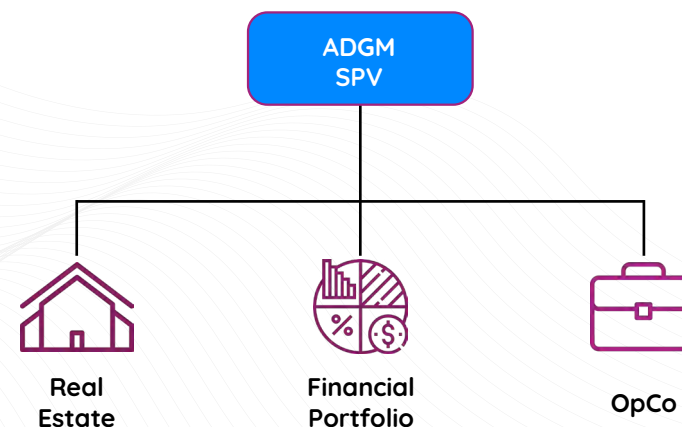 ADGM
SPV
%
$
Real
Estate
Financial
Portfolio
OpCo